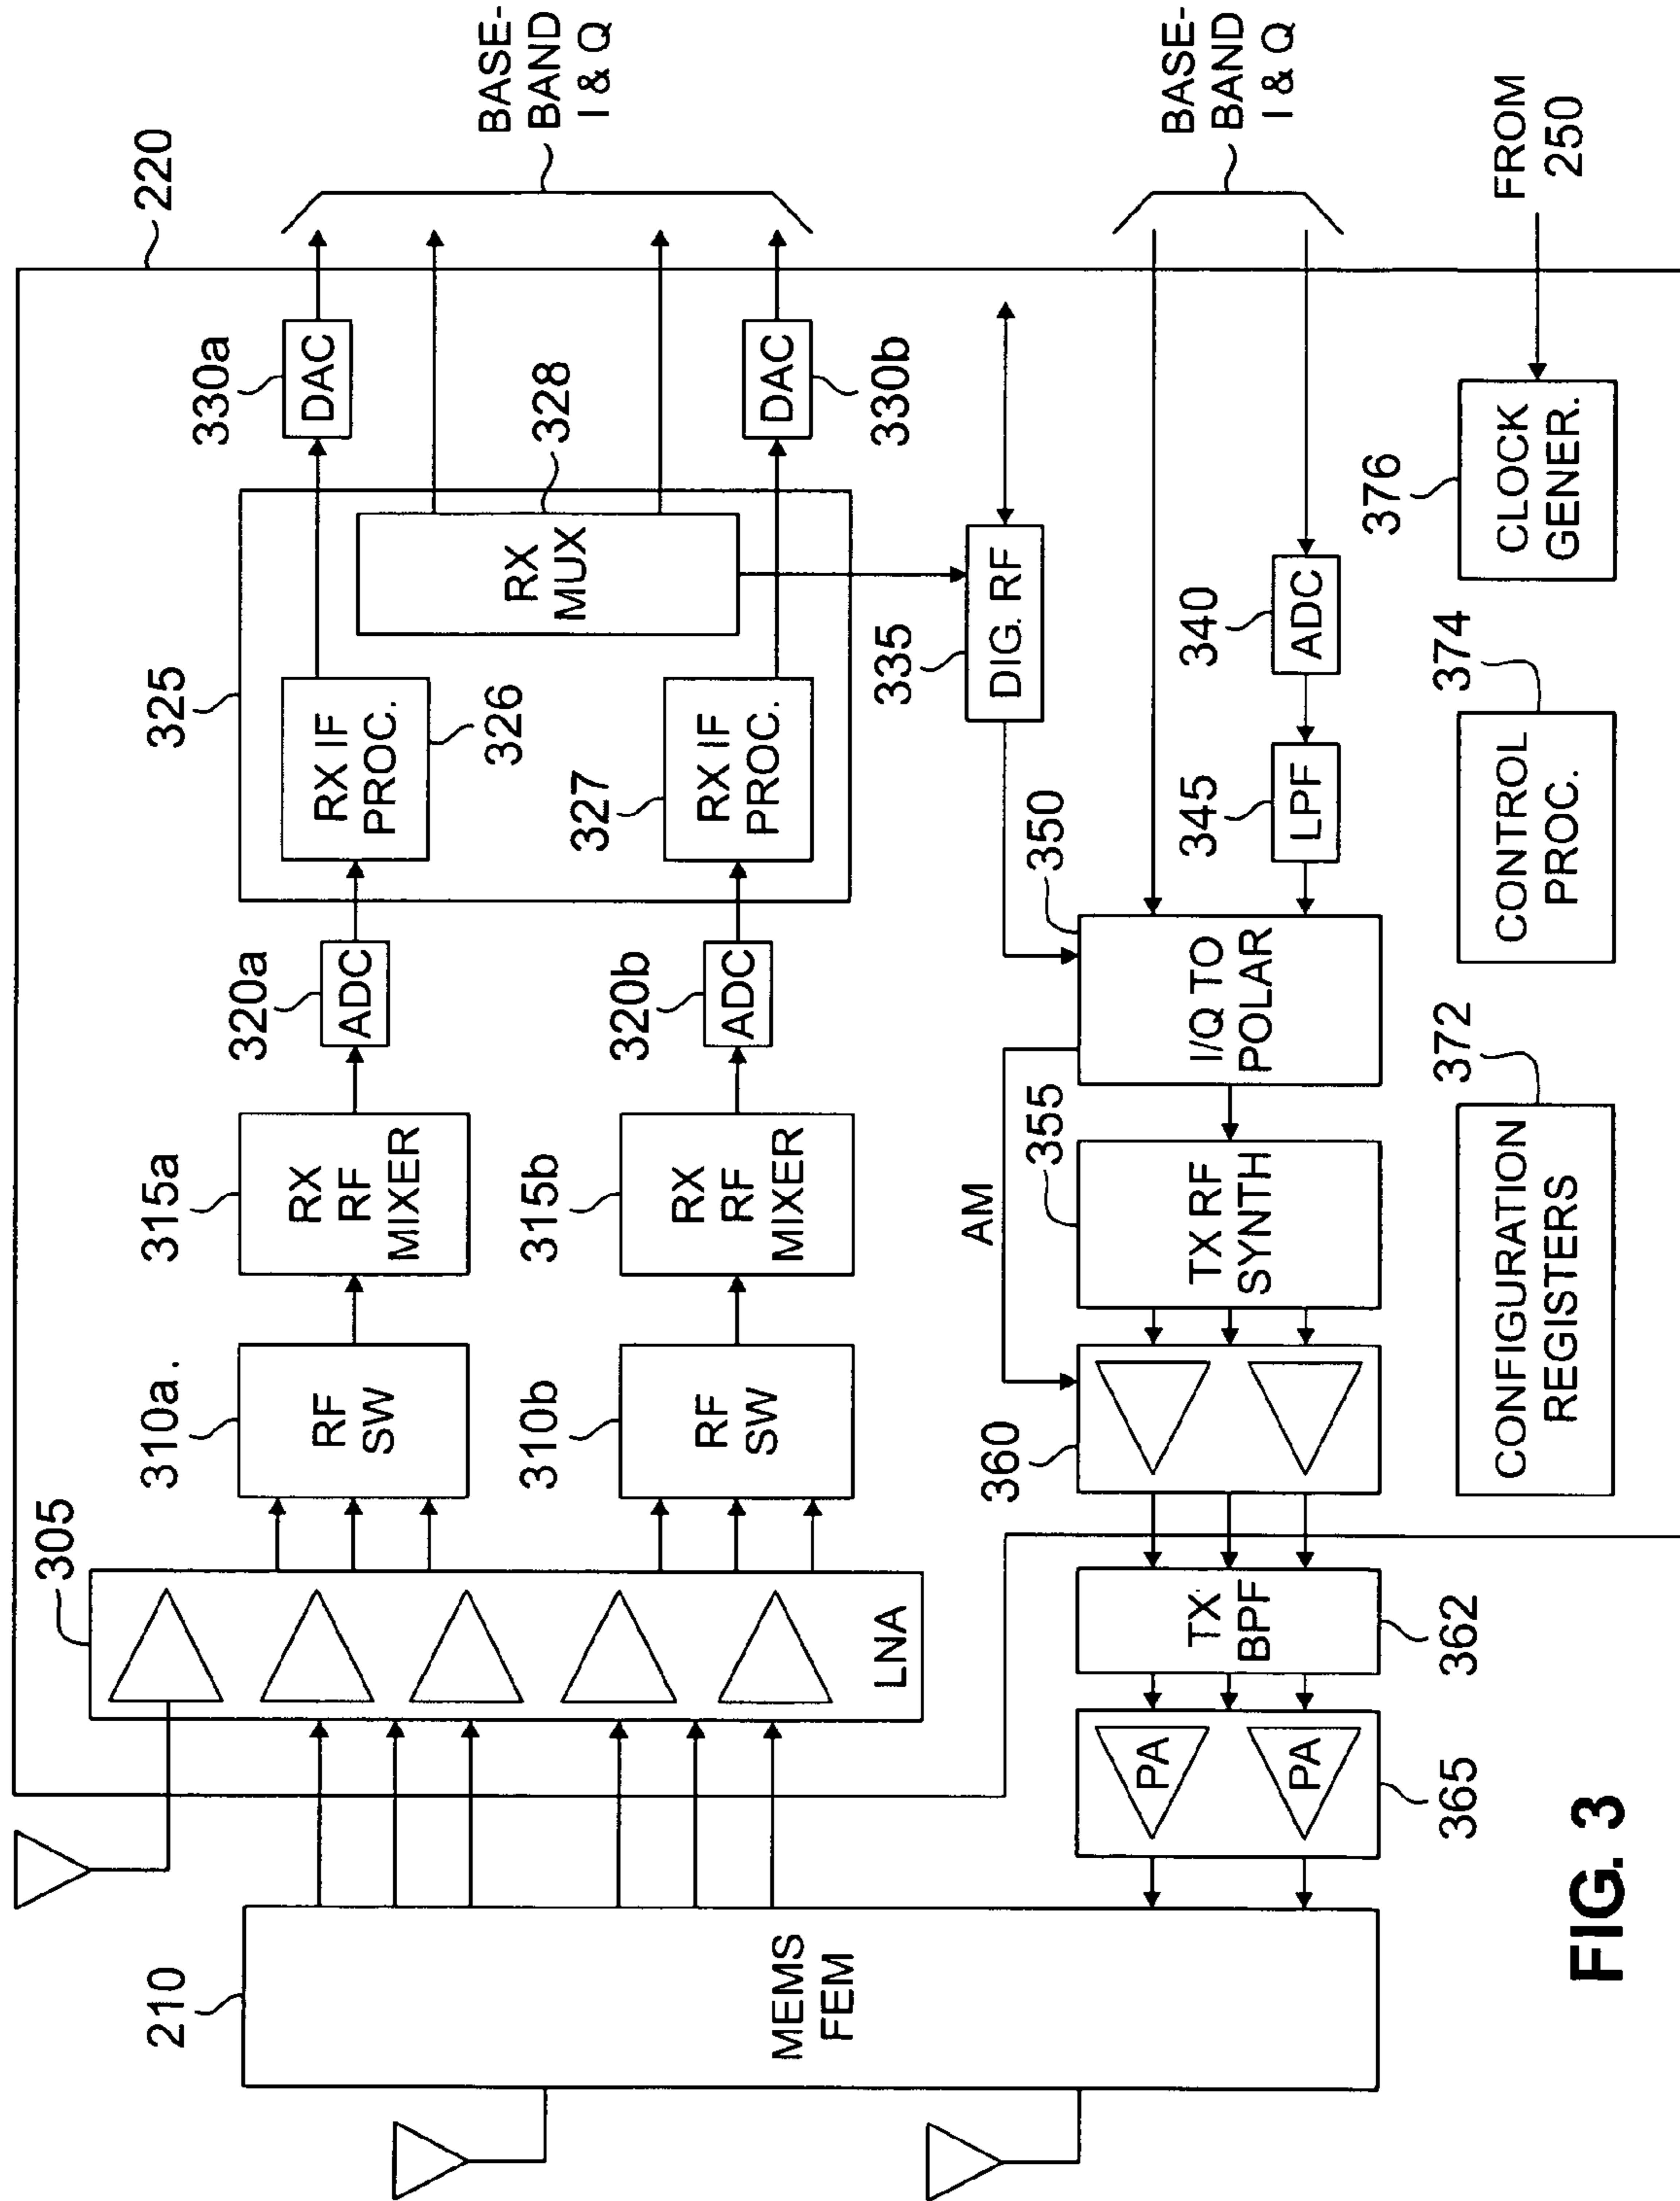 220
BASE-
BAND
I & Q
305
310a.
RF
SW
315a
RX
RF
MIXER
320a
ADC
325
RX IF
PROC.
326
330a
DAC
RX
MUX
328
310b
RF
SW
315b
RX
RF
MIXER
320b
ADC
327
RX IF
PROC.
DAC
330b
LNA
210
MEMS
FEM
335
DIG. RF
BASE-
BAND
I & Q
360
AM
355
TX RF
SYNTH
350
I/Q TO
POLAR
345
LPF
340
ADC
PA
PA
365
TX
BPF
362
CONFIGURATION
REGISTERS
372
CONTROL
PROC.
374
CLOCK
GENER.
376
FROM
250
FIG. 3